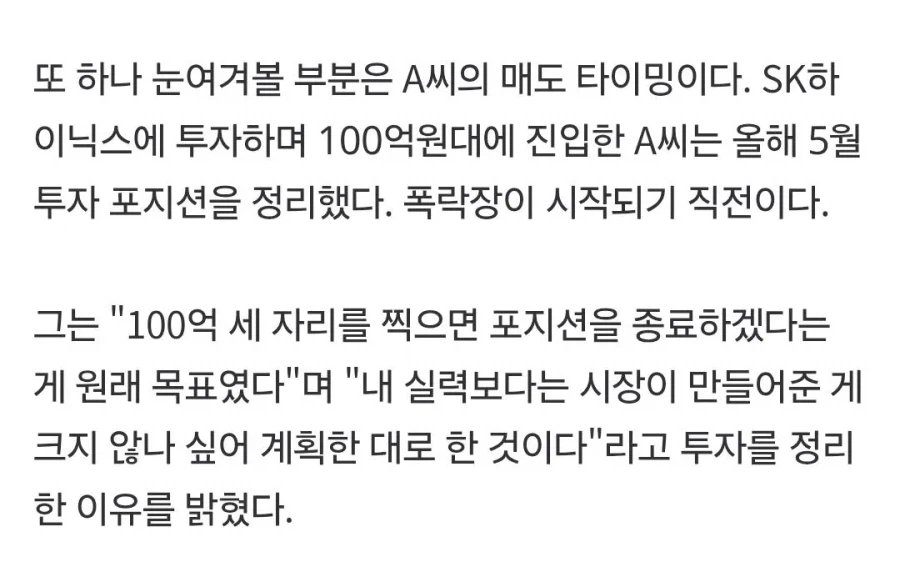 또 하나 눈여겨볼 부분은 A씨의 매도 타이밍이다. SK하
이닉스에 투자하며 100억원대에 진입한 A씨는 올해 5월
투자 포지션을 정리했다. 폭락장이 시작되기 직전이다.
그는 "100억 세 자리를 찍으면 포지션을 종료하겠다는
게 원래 목표였다"며 "내 실력보다는 시장이 만들어준 게
크지 않나 싶어 계획한 대로 한 것이다"라고 투자를 정리
한 이유를 밝혔다.